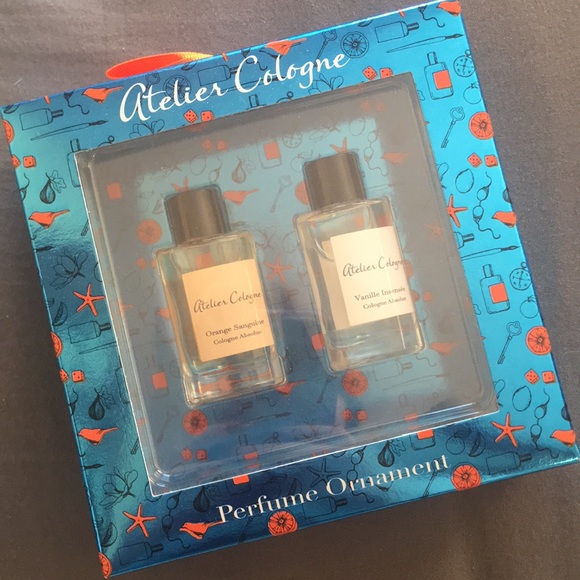 Atelier Cologne
Atelier Cologne
Orange Sanguine
Cologne Absolue
Atelier Cologne
Vanille Insensée
Cologne Absolue
Perfume Ornament